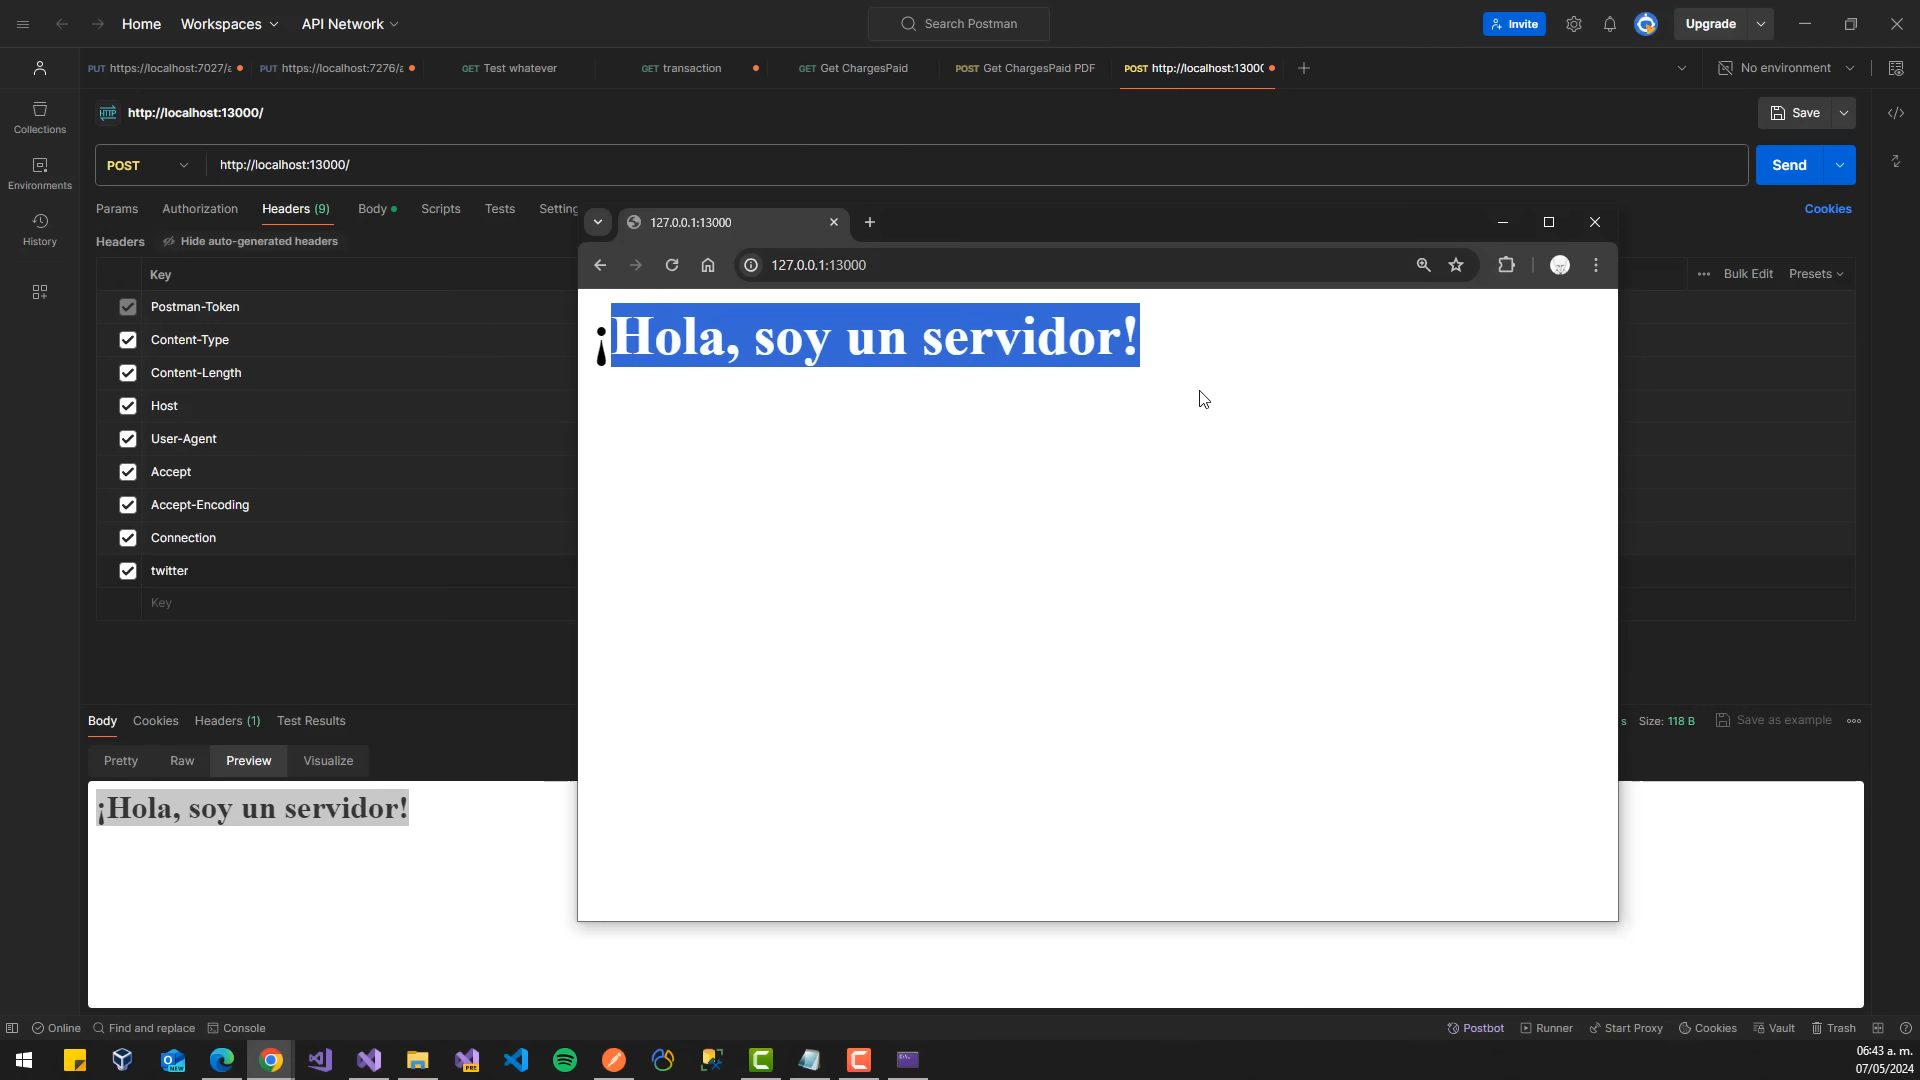 Home Workspaces API Network Search Postman Invite Upgrade
PUT https://localhost:7027/a PUT https://localhost:7276/a GET Test whatever GET transaction GET Get ChargesPaid POST Get ChargesPaid PDF POST http://localhost:1300( No environment
HTTP http://localhost:13000/ Save
Collections
POST http://localhost:13000/ Send
Environments
Params Authorization Headers (9) Body Scripts Tests Setting Cookies
127.0.0.1:13000
History
Headers Hide auto-generated headers
127.0.0.1:13000
Key Bulk Edit Presets
Postman-Token
¡Hola, soy un servidor!
Content-Type
Content-Length
Host
User-Agent
Accept
Accept-Encoding
Connection
twitter
Key
Body Cookies Headers (1) Test Results s Size: 118 B Save as example
Pretty Raw Preview Visualize
¡Hola, soy un servidor!
Online Find and replace Console Postbot Runner Start Proxy Cookies Vault Trash
NEW PRE
06:43 a. m.
07/05/2024